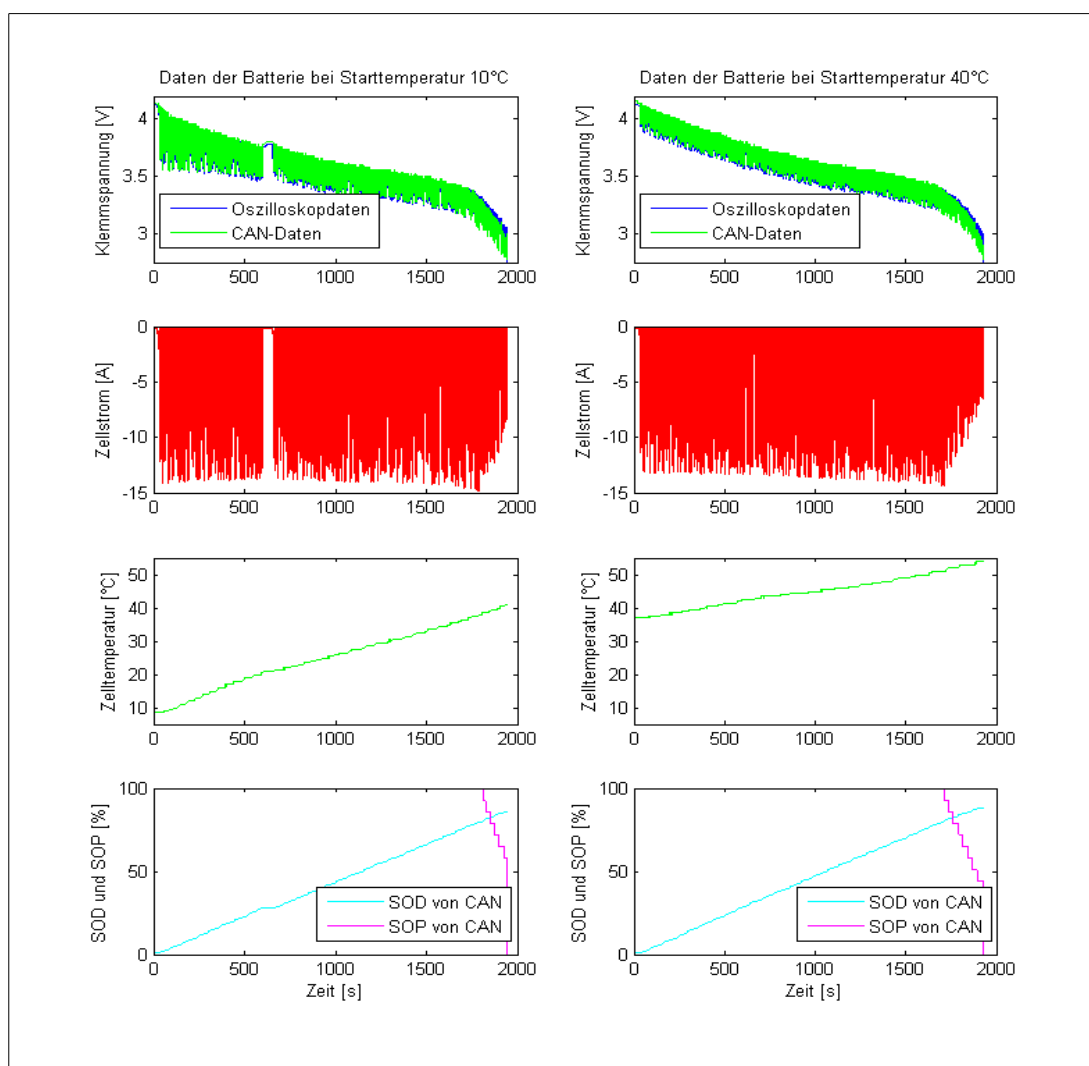 Daten der Batterie bei Starttemperatur 10°C
Klemmspannung [V]
4
3.5
3
Oszilloskopdaten
CAN-Daten
0 500 1000 1500 2000
Daten der Batterie bei Starttemperatur 40°C
Klemmspannung [V]
4
3.5
3
Oszilloskopdaten
CAN-Daten
0 500 1000 1500 2000
Zellstrom [A]
0
-5
-10
-15
0 500 1000 1500 2000
Zellstrom [A]
0
-5
-10
-15
0 500 1000 1500 2000
Zelltemperatur [°C]
50
40
30
20
10
0 500 1000 1500 2000
Zelltemperatur [°C]
50
40
30
20
10
0 500 1000 1500 2000
SOD und SOP [%]
100
50
0
SOD von CAN
SOP von CAN
0 500 1000 1500 2000
Zeit [s]
SOD und SOP [%]
100
50
0
SOD von CAN
SOP von CAN
0 500 1000 1500 2000
Zeit [s]